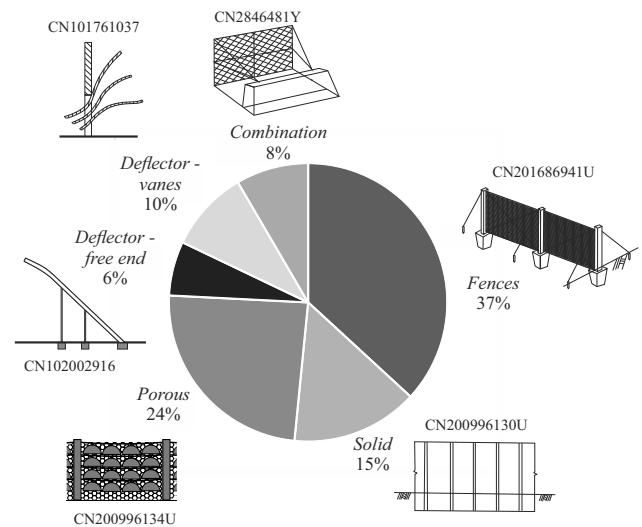 CN101761037
CN2846481Y
Combination
8%
Deflector -
vanes
10%
CN201686941U
Deflector -
free end
6%
Fences
37%
CN102002916
Porous
24%
CN200996130U
Solid
15%
CN200996134U